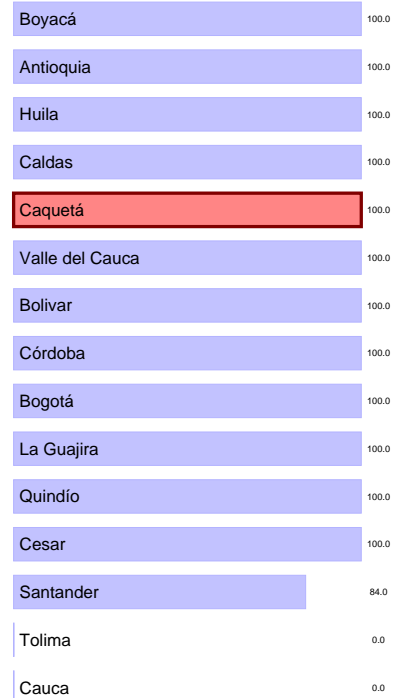 Boyacá 100.0
Antioquia 100.0
Huila 100.0
Caldas 100.0
Caquetá 100.0
Valle del Cauca 100.0
Bolivar 100.0
Córdoba 100.0
Bogotá 100.0
La Guajira 100.0
Quindío 100.0
Cesar 100.0
Santander 84.0
Tolima 0.0
Cauca 0.0